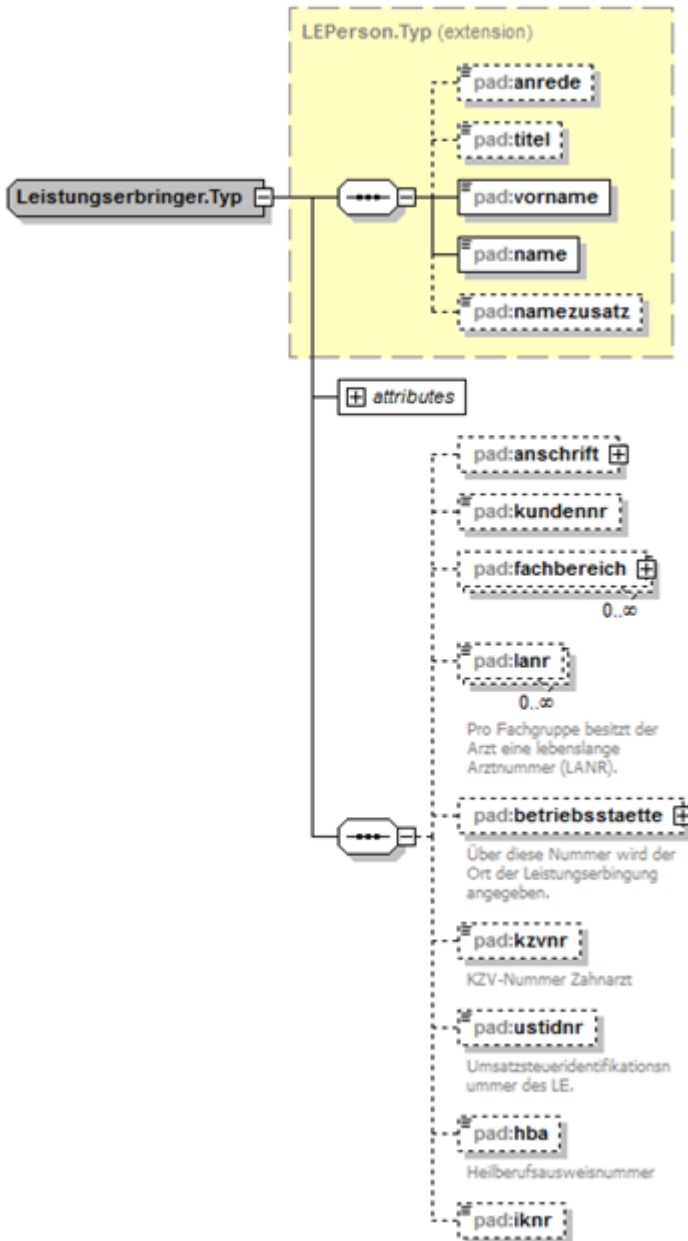 LEPerson.Typ (extension)
pad:anrede
pad:titel
Leistungserbringer.Typ
pad:vorname
pad:name
pad:namezusatz
attributes
pad:anschrift
pad:kundennr
pad:fachbereich
0..∞
pad:lanr
0..∞
Pro Fachgruppe besitzt der
Arzt eine lebenslange
Arztnummer (LANR).
pad:betriebsstaette
Über diese Nummer wird der
Ort der Leistungserbingung
angegeben.
pad:kzvnr
KZV-Nummer Zahnarzt
pad:ustidnr
Umsatzsteueridentifikationsn
ummer des LE.
pad:hba
Heilberufsausweisnummer
pad:iknr